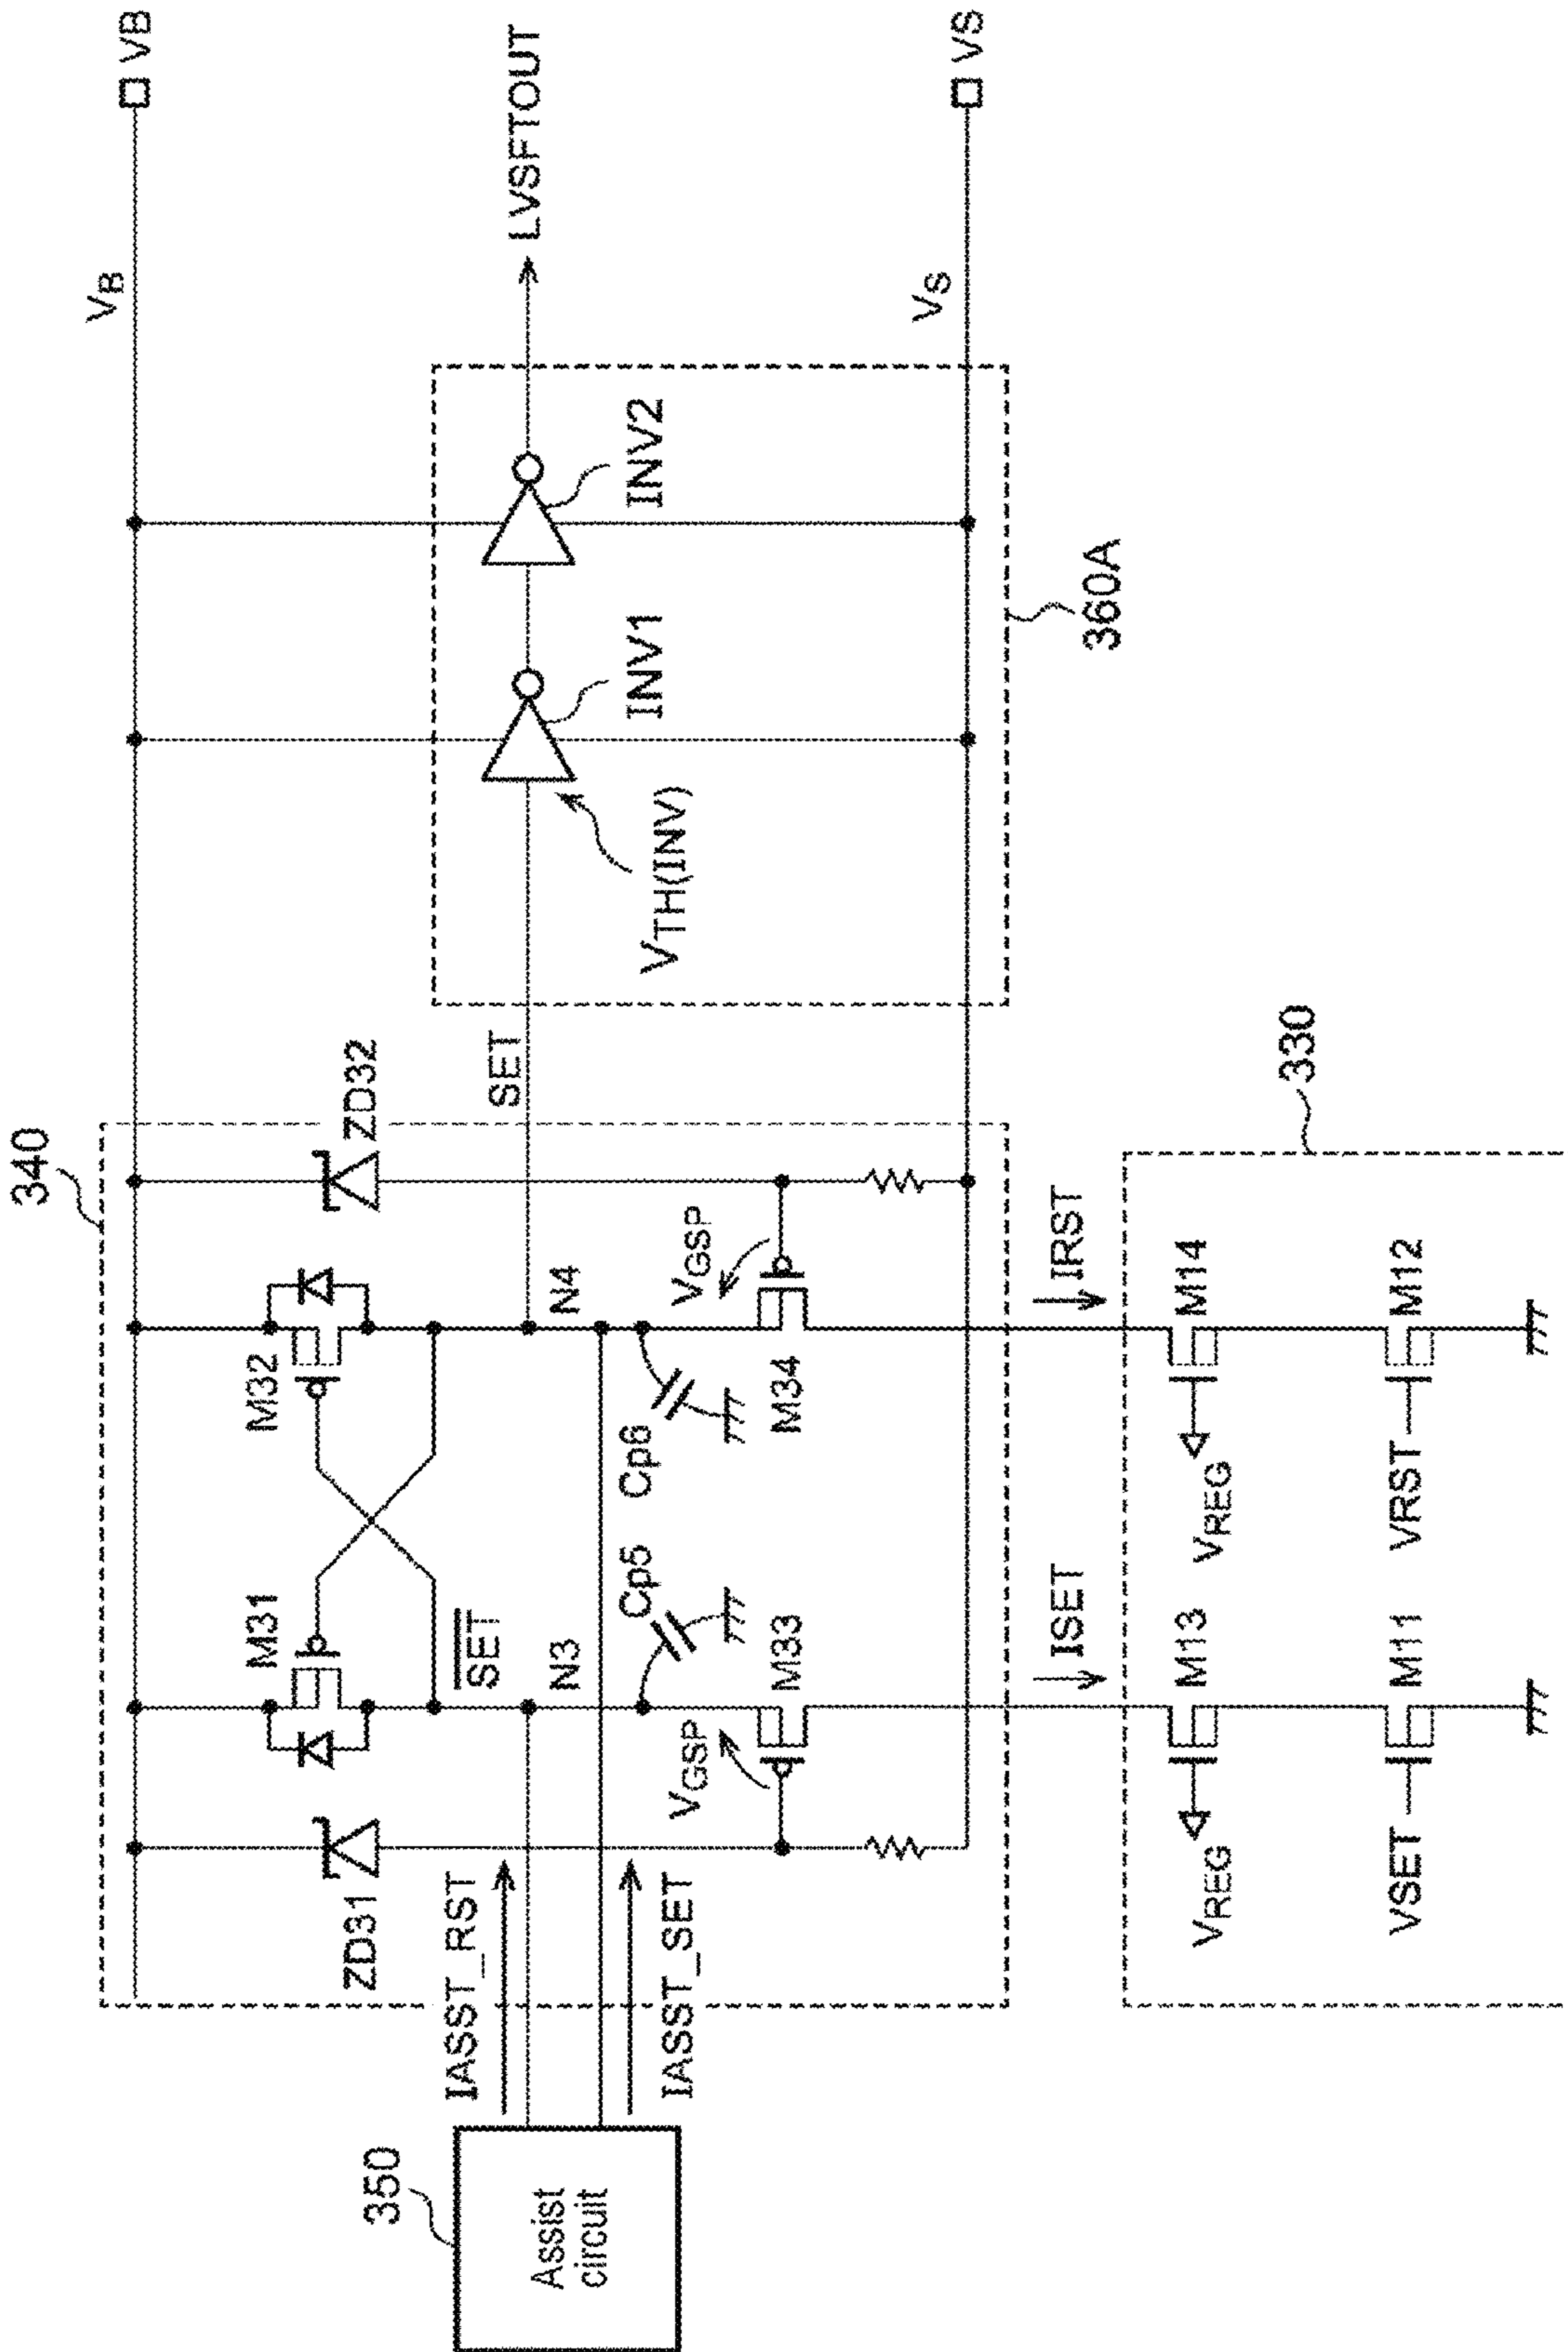 340
VB
VB
M31
M32
ZD31
ZD32
350
Assist
circuit
IASST_RST
IASST_SET
SET
N3
N4
SET
LVSFTOUT
INV1
INV2
VTH(INV)
Cp5
Cp6
VGSP
VGSP
M33
M34
VS
VS
360A
ISET
IRST
330
VREG
M13
VREG
M14
VSET
M11
VRST
M12